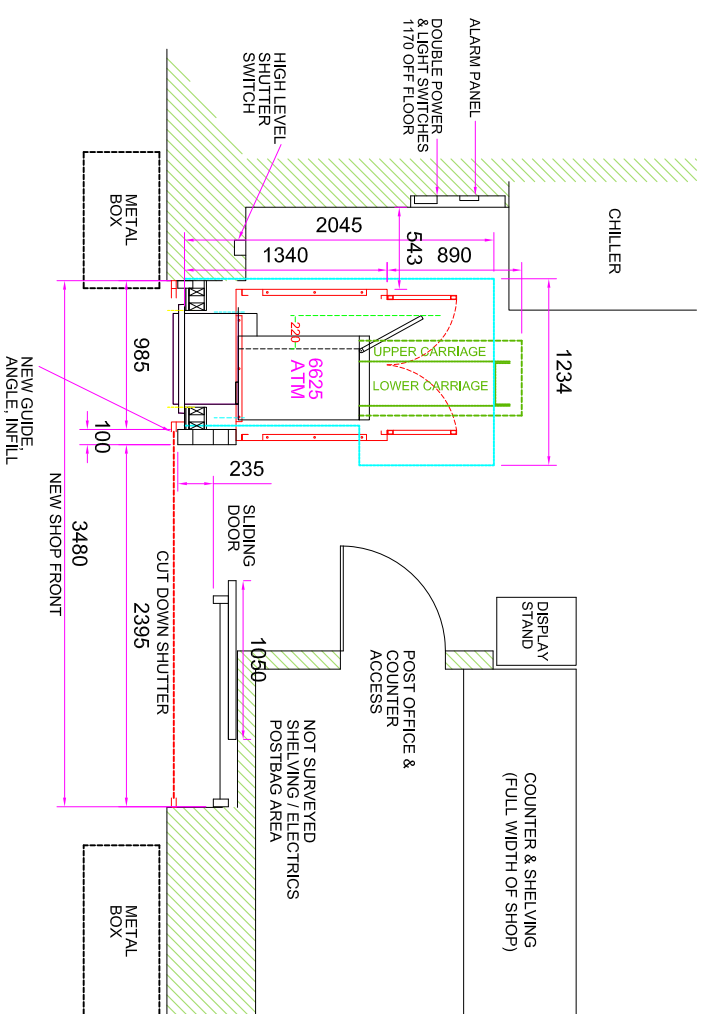 ALARM PANEL
DOUBLE POWER
& LIGHT SWITCHES
1170 OFF FLOOR
HIGH LEVEL
SHUTTER
SWITCH
METAL
BOX
CHILLER
2045
543
1340
890
1234
985
100
220
6625
ATM
UPPER CARRIAGE
LOWER CARRIAGE
NEW GUIDE,
ANGLE, INFILL
235
SLIDING
DOOR
1050
3480
NEW SHOP FRONT
2395
CUT DOWN SHUTTER
DISPLAY
STAND
POST OFFICE &
COUNTER
ACCESS
NOT SURVEYED
SHELVING / ELECTRICS
POSTBAG AREA
COUNTER & SHELVING
(FULL WIDTH OF SHOP)
METAL
BOX